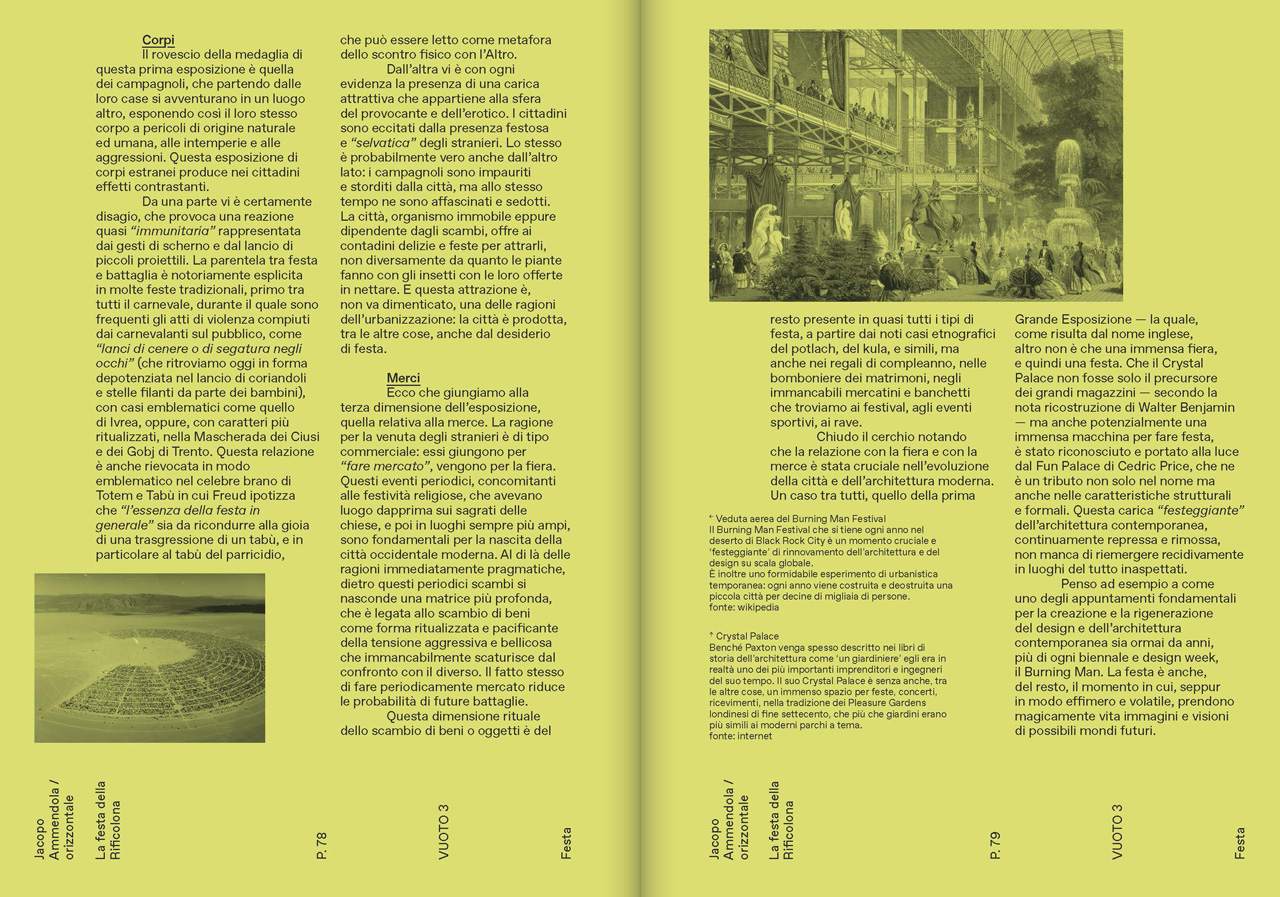 Corpi
Il rovescio della medaglia di
questa prima esposizione è quella
dei campagnoli, che partendo dalle
loro case si avventurano in un luogo
altro, esponendo così il loro stesso
corpo a pericoli di origine naturale
ed umana, alle intemperie e alle
aggressioni. Questa esposizione di
corpi estranei produce nei cittadini
effetti contrastanti.
Da una parte vi è certamente
disagio, che provoca una reazione
quasi “immunitaria” rappresentata
dai gesti di scherno e dal lancio di
piccoli proiettili. La parentela tra festa
e battaglia è notoriamente esplicita
in molte feste tradizionali, primo tra
tutti il carnevale, durante il quale sono
frequenti gli atti di violenza compiuti
dai carnevalanti sul pubblico, come
“lanci di cenere o di segatura negli
occhi” (che ritroviamo oggi in forma
depotenziata nel lancio di coriandoli
e stelle filanti da parte dei bambini),
con casi emblematici come quello
di Ivrea, oppure, con caratteri più
ritualizzati, nella Mascherada dei Ciusi
e dei Gobj di Trento. Questa relazione
è anche rievocata in modo
emblematico nel celebre brano di
Totem e Tabù in cui Freud ipotizza
che “l’essenza della festa in
generale” sia da ricondurre alla gioia
di una trasgressione di un tabù, e in
particolare al tabù del parricidio,
che può essere letto come metafora
dello scontro fisico con l’Altro.
Dall’altra vi è con ogni
evidenza la presenza di una carica
attrattiva che appartiene alla sfera
del provocante e dell’erotico. I cittadini
sono eccitati dalla presenza festosa
e “selvatica” degli stranieri. Lo stesso
è probabilmente vero anche dall’altro
lato: i campagnoli sono impauriti
e storditi dalla città, ma allo stesso
tempo ne sono affascinati e sedotti.
La città, organismo immobile eppure
dipendente dagli scambi, offre ai
contadini delizie e feste per attrarli,
non diversamente da quanto le piante
fanno con gli insetti con le loro offerte
in nettare. E questa attrazione è,
non va dimenticato, una delle ragioni
dell’urbanizzazione: la città è prodotta,
tra le altre cose, anche dal desiderio
di festa.
Merci
Ecco che giungiamo alla
terza dimensione dell’esposizione,
quella relativa alla merce. La ragione
per la venuta degli stranieri è di tipo
commerciale: essi giungono per
“fare mercato”, vengono per la fiera.
Questi eventi periodici, concomitanti
alle festività religiose, che avevano
luogo dapprima sui sagrati delle
chiese, e poi in luoghi sempre più ampi,
sono fondamentali per la nascita della
città occidentale moderna. Al di là delle
ragioni immediatamente pragmatiche,
dietro questi periodici scambi si
nasconde una matrice più profonda,
che è legata allo scambio di beni
come forma ritualizzata e pacificante
della tensione aggressiva e bellicosa
che immancabilmente scaturisce dal
confronto con il diverso. Il fatto stesso
di fare periodicamente mercato riduce
le probabilità di future battaglie.
Questa dimensione rituale
dello scambio di beni o oggetti è del
Jacopo
Ammendola /
orizzontale
La festa della
Rificolona
P. 78
VUOTO 3
Festa
resto presente in quasi tutti i tipi di
festa, a partire dai noti casi etnografici
del potlach, del kula, e simili, ma
anche nei regali di compleanno, nelle
bomboniere dei matrimoni, negli
immancabili mercatini e banchetti
che troviamo ai festival, agli eventi
sportivi, ai rave.
Chiudo il cerchio notando
che la relazione con la fiera e con la
merce è stata cruciale nell’evoluzione
della città e dell’architettura moderna.
Un caso tra tutti, quello della prima
← Veduta aerea del Burning Man Festival
Il Burning Man Festival che si tiene ogni anno nel
deserto di Black Rock City è un momento cruciale e
‘festeggiante’ di rinnovamento dell’architettura e del
design su scala globale.
È inoltre uno formidabile esperimento di urbanistica
temporanea: ogni anno viene costruita e deostruita una
piccola città per decine di migliaia di persone.
fonte: wikipedia
↑ Crystal Palace
Benché Paxton venga spesso descritto nei libri di
storia dell’architettura come ‘un giardiniere’ egli era in
realtà uno dei più importanti imprenditori e ingegneri
del suo tempo. Il suo Crystal Palace è senza anche, tra
le altre cose, un immenso spazio per feste, concerti,
ricevimenti, nella tradizione dei Pleasure Gardens
londinesi di fine settecento, che più che giardini erano
più simili ai moderni parchi a tema.
fonte: internet
Grande Esposizione — la quale,
come risulta dal nome inglese,
altro non è che una immensa fiera,
e quindi una festa. Che il Crystal
Palace non fosse solo il precursore
dei grandi magazzini — secondo la
nota ricostruzione di Walter Benjamin
— ma anche potenzialmente una
immensa macchina per fare festa,
è stato riconosciuto e portato alla luce
dal Fun Palace di Cedric Price, che ne
è un tributo non solo nel nome ma
anche nelle caratteristiche strutturali
e formali. Questa carica “festeggiante”
dell’architettura contemporanea,
continuamente repressa e rimossa,
non manca di riemergere recidivamente
in luoghi del tutto inaspettati.
Penso ad esempio a come
uno degli appuntamenti fondamentali
per la creazione e la rigenerazione
del design e dell’architettura
contemporanea sia ormai da anni,
più di ogni biennale e design week,
il Burning Man. La festa è anche,
del resto, il momento in cui, seppur
in modo effimero e volatile, prendono
magicamente vita immagini e visioni
di possibili mondi futuri.
Jacopo
Ammendola /
orizzontale
La festa della
Rificolona
P. 79
VUOTO 3
Festa